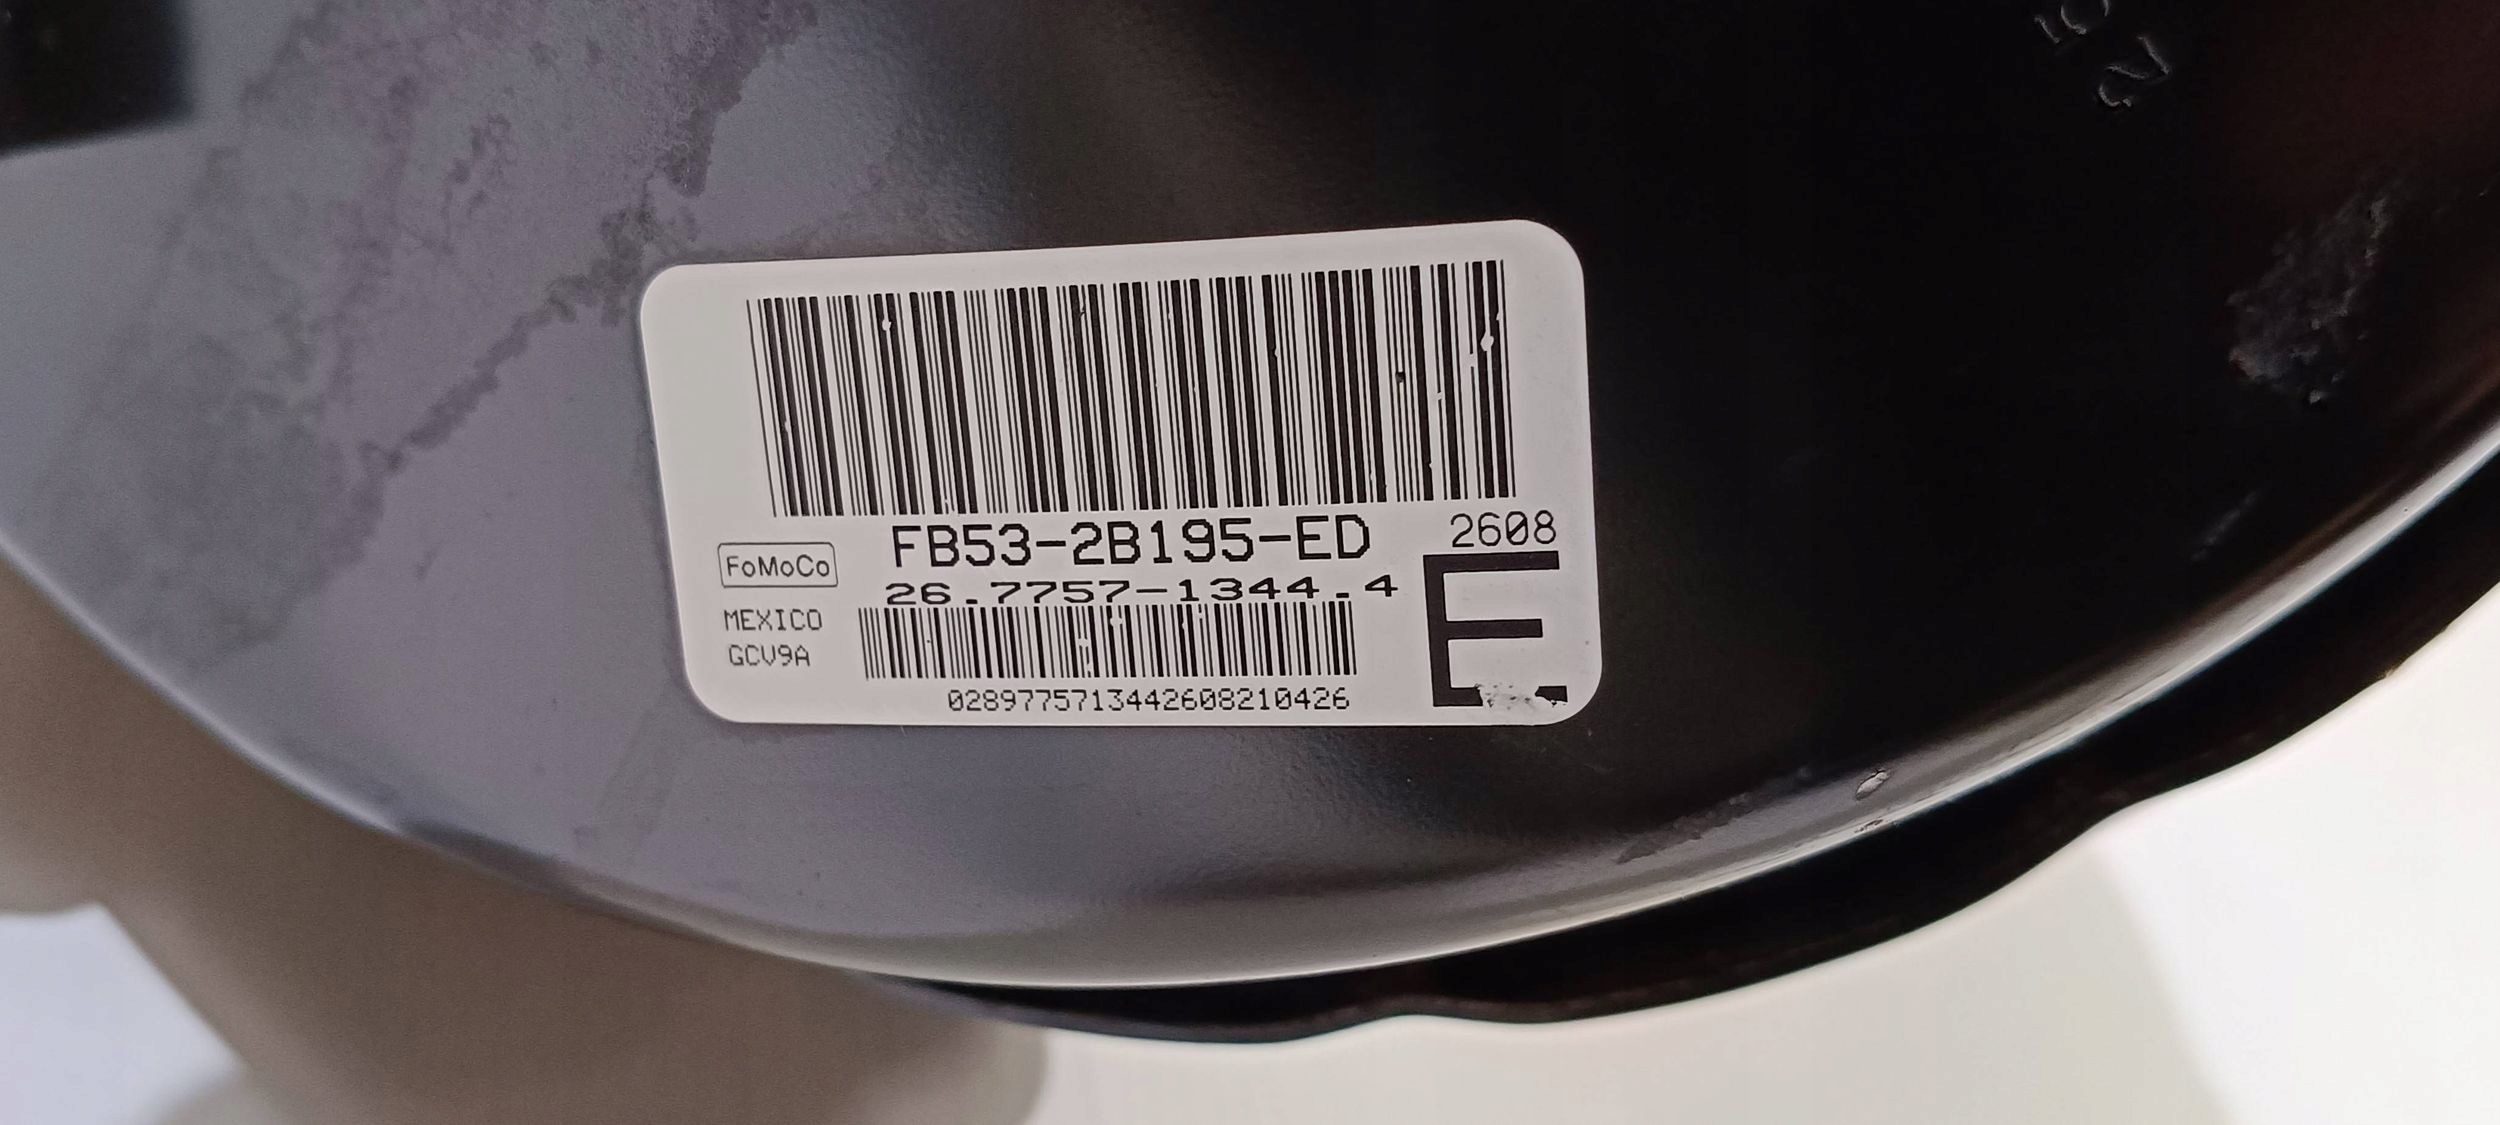 FB53-2B195-ED
2608
FoMoCo
26.7757-1344.4
E
MEXICO
GCV9A
0289775713442608210426